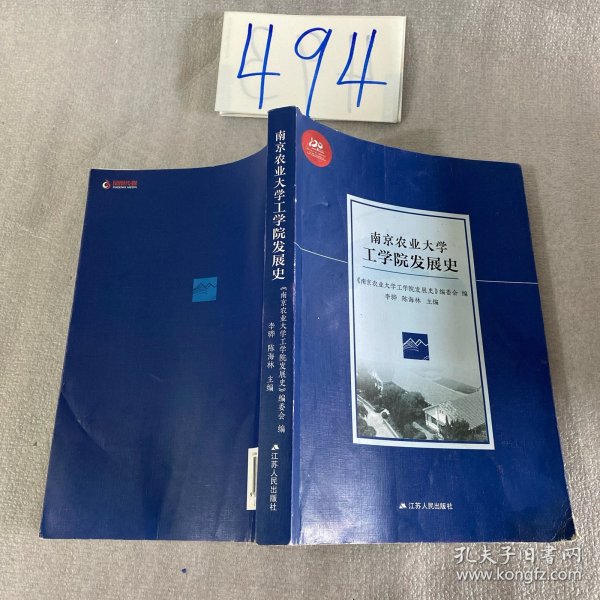 494
南京农业大学工学院发展史
《南京农业大学工学院发展史》编委会 编
李骅 陈海林 主编
江苏人民出版社
凤凰传媒
南京农业大学
工学院发展史
《南京农业大学工学院发展史》编委会 编
李骅 陈海林 主编
江苏人民出版社
孔夫子旧书网
www.kongfz.com